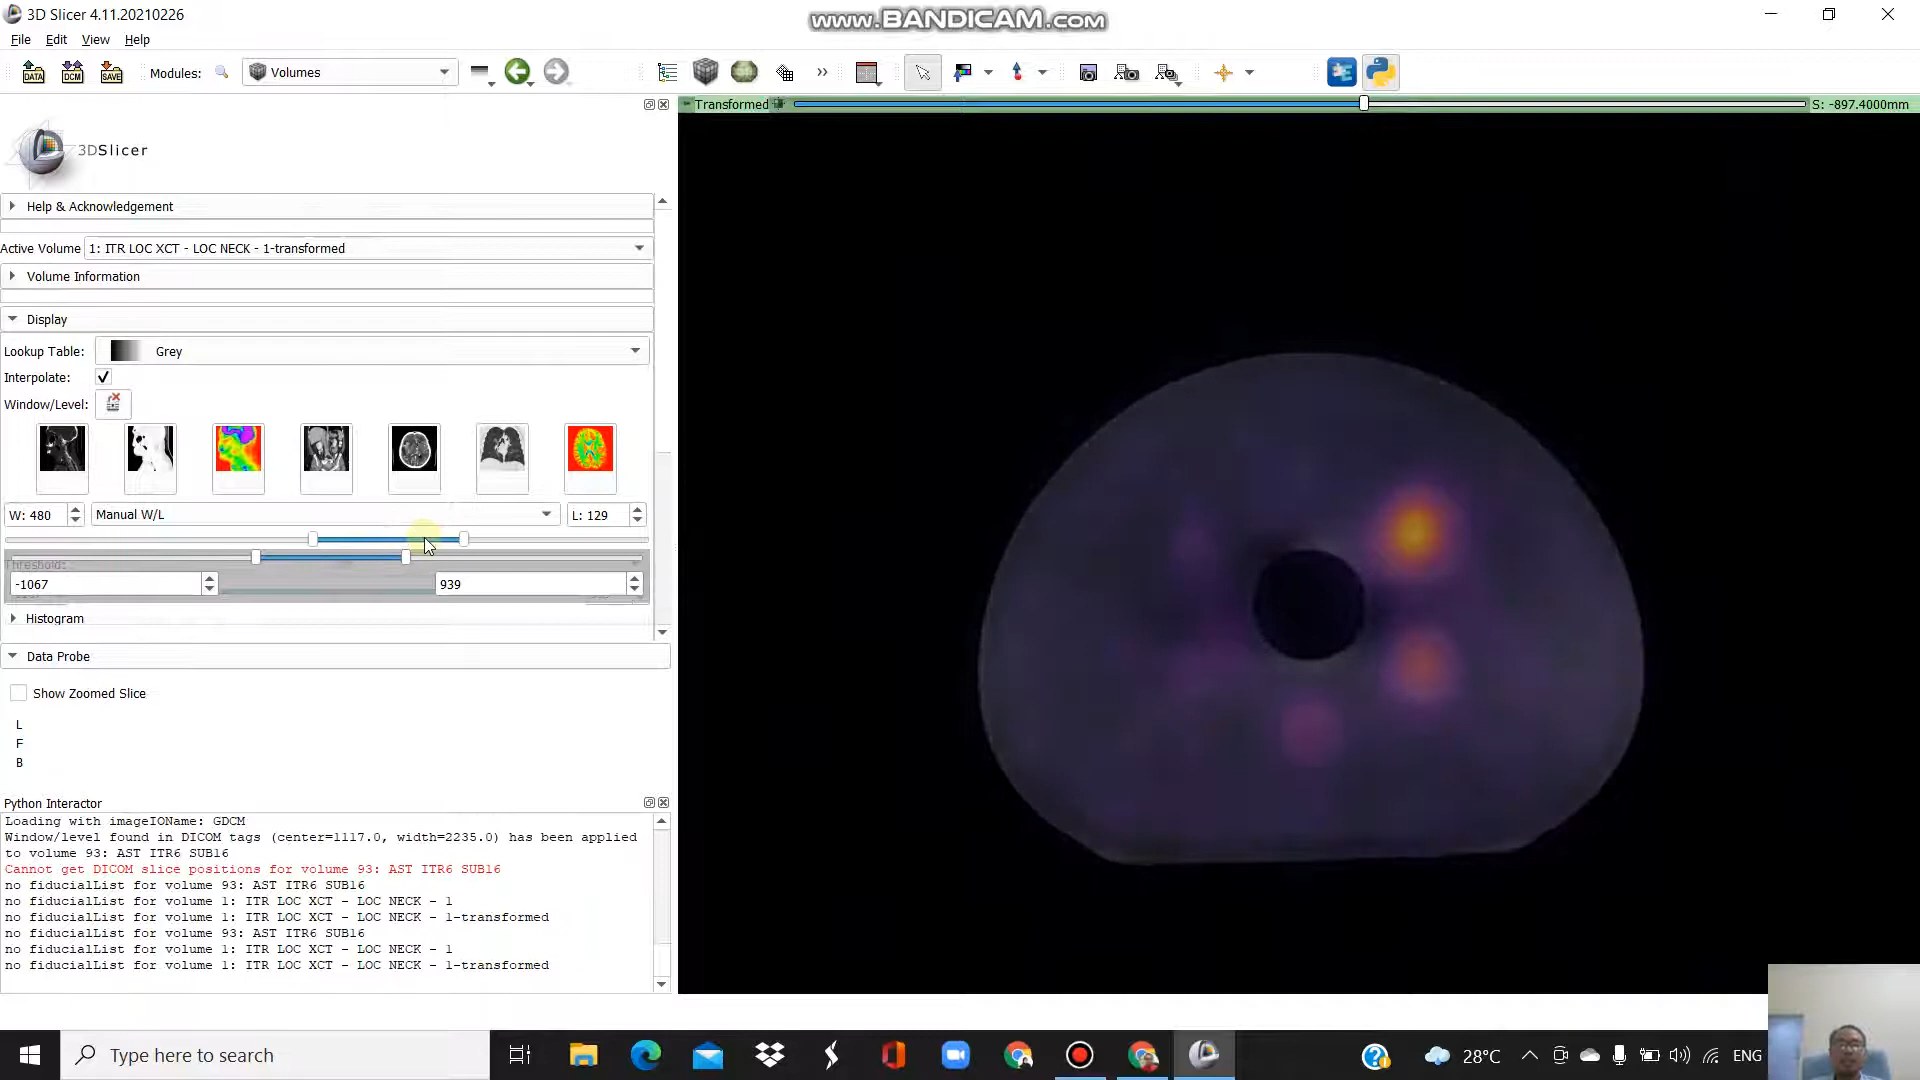 3D Slicer 4.11.20210226
www.BANDICAM.com
File Edit View Help
DATA DCM SAVE Modules: Volumes
Transformed S: -897.4000mm
3DSlicer
Help & Acknowledgement
Active Volume 1: ITR LOC XCT - LOC NECK - 1-transformed
Volume Information
Display
Lookup Table: Grey
Interpolate:
Window/Level:
W: 480 Manual W/L L: 129
Threshold:
-1067 939
Histogram
Data Probe
Show Zoomed Slice
L
F
B
Python Interactor
Loading with imageIOName: GDCM
Window/level found in DICOM tags (center=1117.0, width=2235.0) has been applied
to volume 93: AST ITR6 SUB16
Cannot get DICOM slice positions for volume 93: AST ITR6 SUB16
no fiducialList for volume 93: AST ITR6 SUB16
no fiducialList for volume 1: ITR LOC XCT - LOC NECK - 1
no fiducialList for volume 1: ITR LOC XCT - LOC NECK - 1-transformed
no fiducialList for volume 93: AST ITR6 SUB16
no fiducialList for volume 1: ITR LOC XCT - LOC NECK - 1
no fiducialList for volume 1: ITR LOC XCT - LOC NECK - 1-transformed
Type here to search 28°C ENG